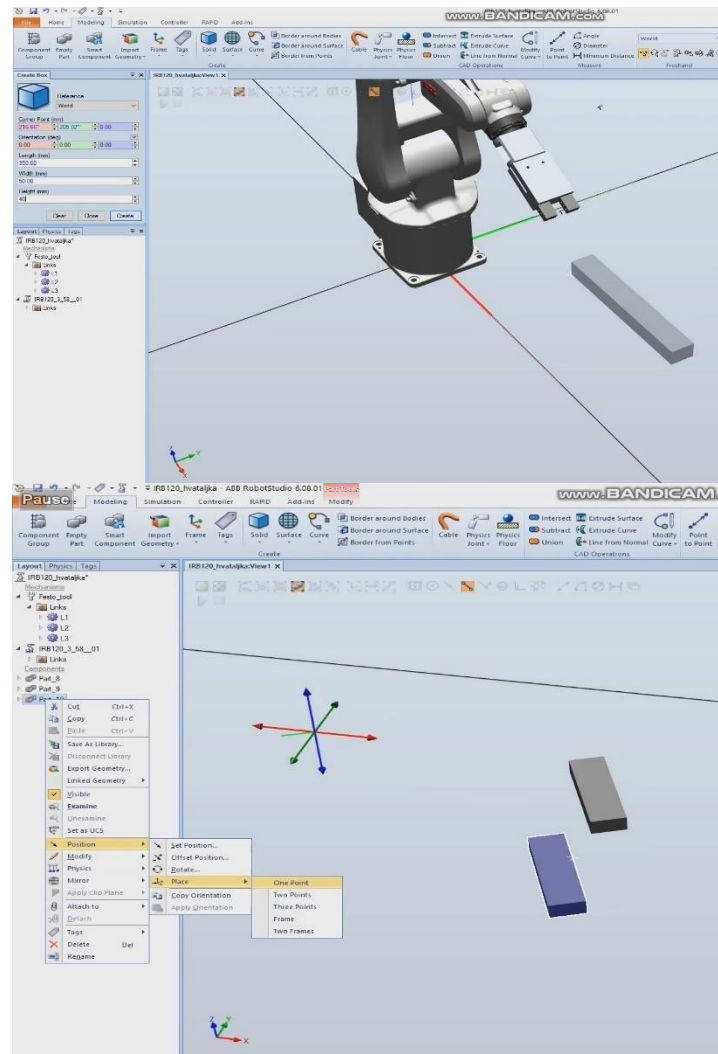 www.BANDICAM.com
File Home Modeling Simulation Controller RAPID Add-Ins
Component Group
Empty Part
Smart Component
Import Geometry
Frame
Tags
Solid
Surface
Curve
Border around Bodies
Border around Surface
Border from Points
Cable
Physics Joint
Physics Floor
Intersect
Subtract
Union
Extrude Surface
Extrude Curve
Line from Normal
Modify Curve
Point to Point
Angle
Diameter
Minimum Distance
World
Create
CAD Operations
Measure
Freehand
Create Box
IRB120_hvataljka:View1
Reference
World
Corner Point (mm)
0.00
Orientation (deg)
0.00 0.00 0.00
Length (mm)
350.00
Width (mm)
50.00
Height (mm)
40
Clear Close Create
Layout Physics Tags
IRB120_hvataljka*
Mechanisms
Festo_tool
Links
L1
L2
L3
IRB120_3_58__01
Links
IRB120_hvataljka - ABB RobotStudio 6.08.01
Pause
www.BANDICAM
Modeling Simulation Controller RAPID Add-Ins Modify
Component Group
Empty Part
Smart Component
Import Geometry
Frame
Tags
Solid
Surface
Curve
Border around Bodies
Border around Surface
Border from Points
Cable
Physics Joint
Physics Floor
Intersect
Subtract
Union
Extrude Surface
Extrude Curve
Line from Normal
Modify Curve
Point to Point
Create
CAD Operations
Layout Physics Tags
IRB120_hvataljka:View1
IRB120_hvataljka*
Mechanisms
Festo_tool
Links
L1
L2
L3
IRB120_3_58__01
Links
Components
Part_8
Part_9
Part_10
Cut Ctrl+X
Copy Ctrl+C
Paste Ctrl+V
Save As Library...
Disconnect Library
Export Geometry...
Linked Geometry
Visible
Examine
Unexamine
Set as UCS
Position
Modify
Physics
Mirror
Apply Clip Plane
Attach to
Detach
Tags
Delete Del
Rename
Set Position...
Offset Position...
Rotate...
Place
Copy Orientation
Apply Orientation
One Point
Two Points
Three Points
Frame
Two Frames